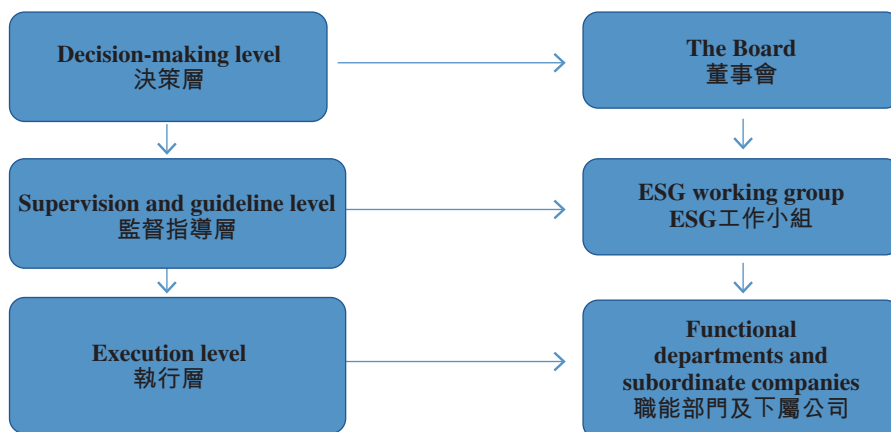 Decision-making level
決策層
The Board
董事會
Supervision and guideline level
監督指導層
ESG working group
ESG工作小組
Execution level
執行層
Functional
departments and
subordinate companies
職能部門及下屬公司